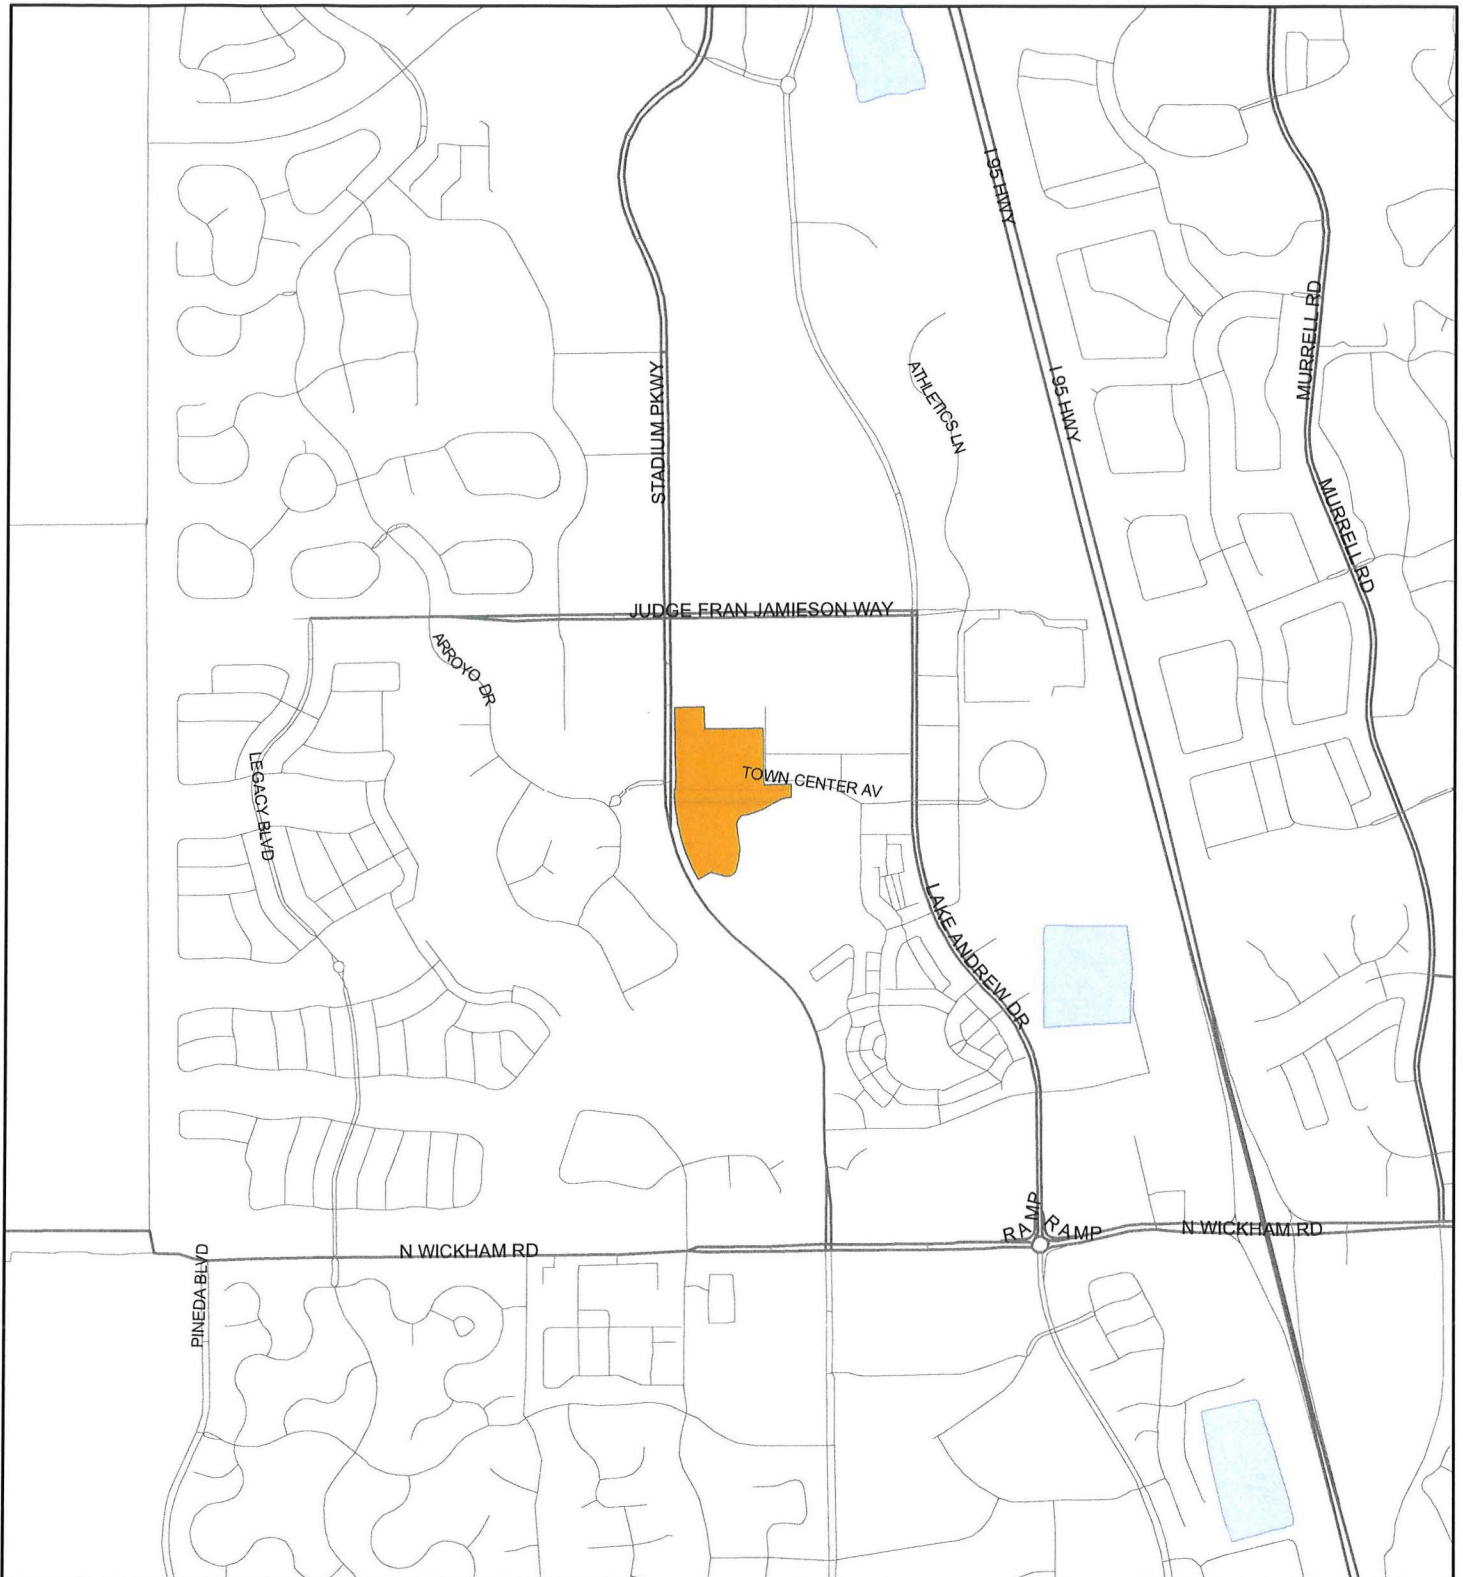 I 95 HWY
MURRELL RD
STADIUM PKWY
ATHLETICS LN
I 95 HWY
MURRELL RD
JUDGE FRAN JAMIESON WAY
ARROYO DR
LEGACY BLVD
TOWN CENTER AV
LAKE ANDREW DR
RAMP
RAMP
N WICKHAM RD
N WICKHAM RD
PINEDA BLVD